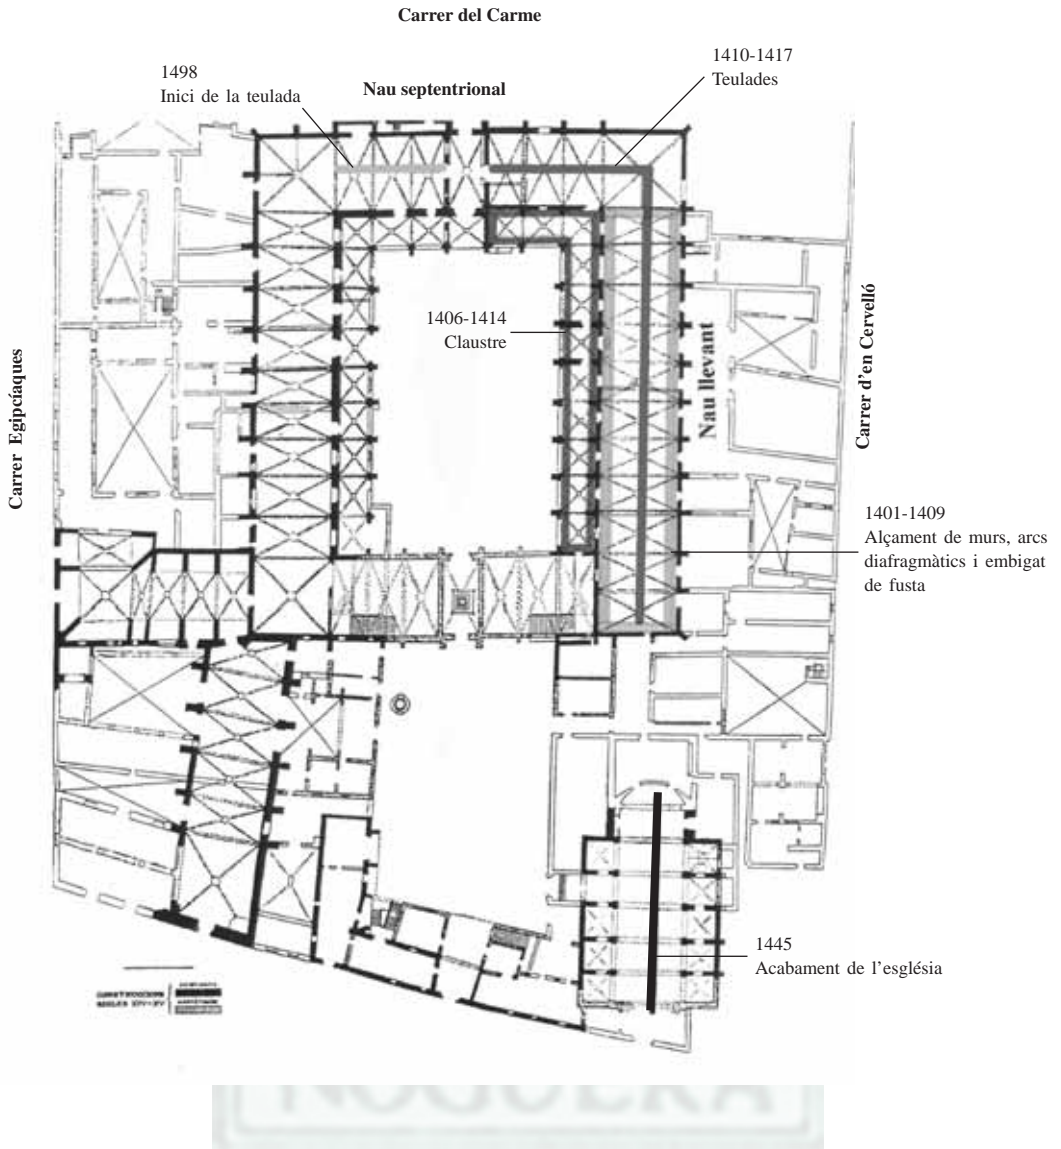 Carrer del Carme
1498
Inici de la teulada
Nau septentrional
1410-1417
Teulades
1406-1414
Claustre
Nau llevant
Carrer d'en Cervelló
Carrer Egipcíaques
1401-1409
Alçament de murs, arcs
diafragmàtics i embigat
de fusta
1445
Acabament de l'església
NOGUERA